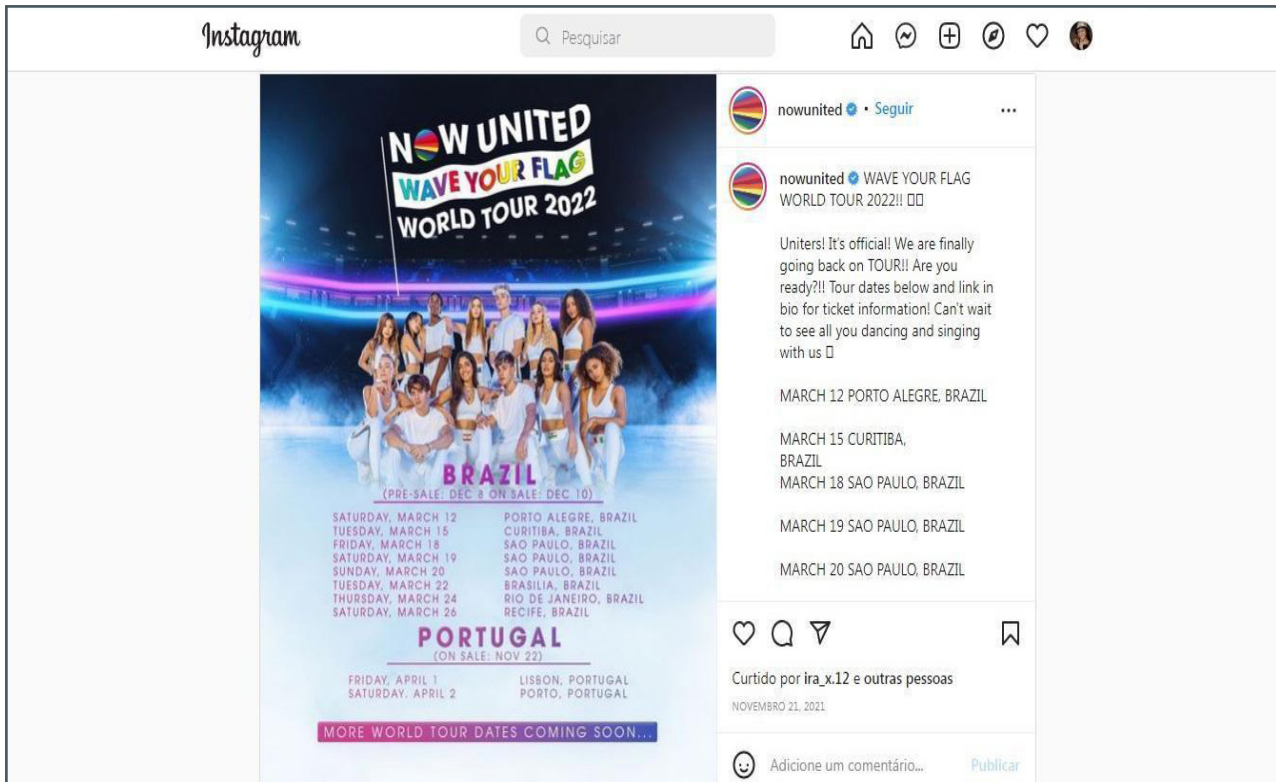 Instagram
Pesquisar
NOW UNITED
WAVE YOUR FLAG
WORLD TOUR 2022
BRAZIL
(PRE-SALE: DEC 8 ON SALE: DEC 10)
SATURDAY, MARCH 12 PORTO ALEGRE, BRAZIL
TUESDAY, MARCH 15 CURITIBA, BRAZIL
FRIDAY, MARCH 18 SAO PAULO, BRAZIL
SATURDAY, MARCH 19 SAO PAULO, BRAZIL
SUNDAY, MARCH 20 SAO PAULO, BRAZIL
TUESDAY, MARCH 22 BRASILIA, BRAZIL
THURSDAY, MARCH 24 RIO DE JANEIRO, BRAZIL
SATURDAY, MARCH 26 RECIFE, BRAZIL
PORTUGAL
(ON SALE: NOV 22)
FRIDAY, APRIL 1 LISBON, PORTUGAL
SATURDAY. APRIL 2 PORTO, PORTUGAL
MORE WORLD TOUR DATES COMING SOON...
nowunited • Seguir
nowunited WAVE YOUR FLAG
WORLD TOUR 2022!! 
Uniters! It's official! We are finally
going back on TOUR!! Are you
ready?!! Tour dates below and link in
bio for ticket information! Can't wait
to see all you dancing and singing
with us
MARCH 12 PORTO ALEGRE, BRAZIL
MARCH 15 CURITIBA,
BRAZIL
MARCH 18 SAO PAULO, BRAZIL
MARCH 19 SAO PAULO, BRAZIL
MARCH 20 SAO PAULO, BRAZIL
Curtido por ira_x.12 e outras pessoas
NOVEMBRO 21, 2021
Adicione um comentário... Publicar